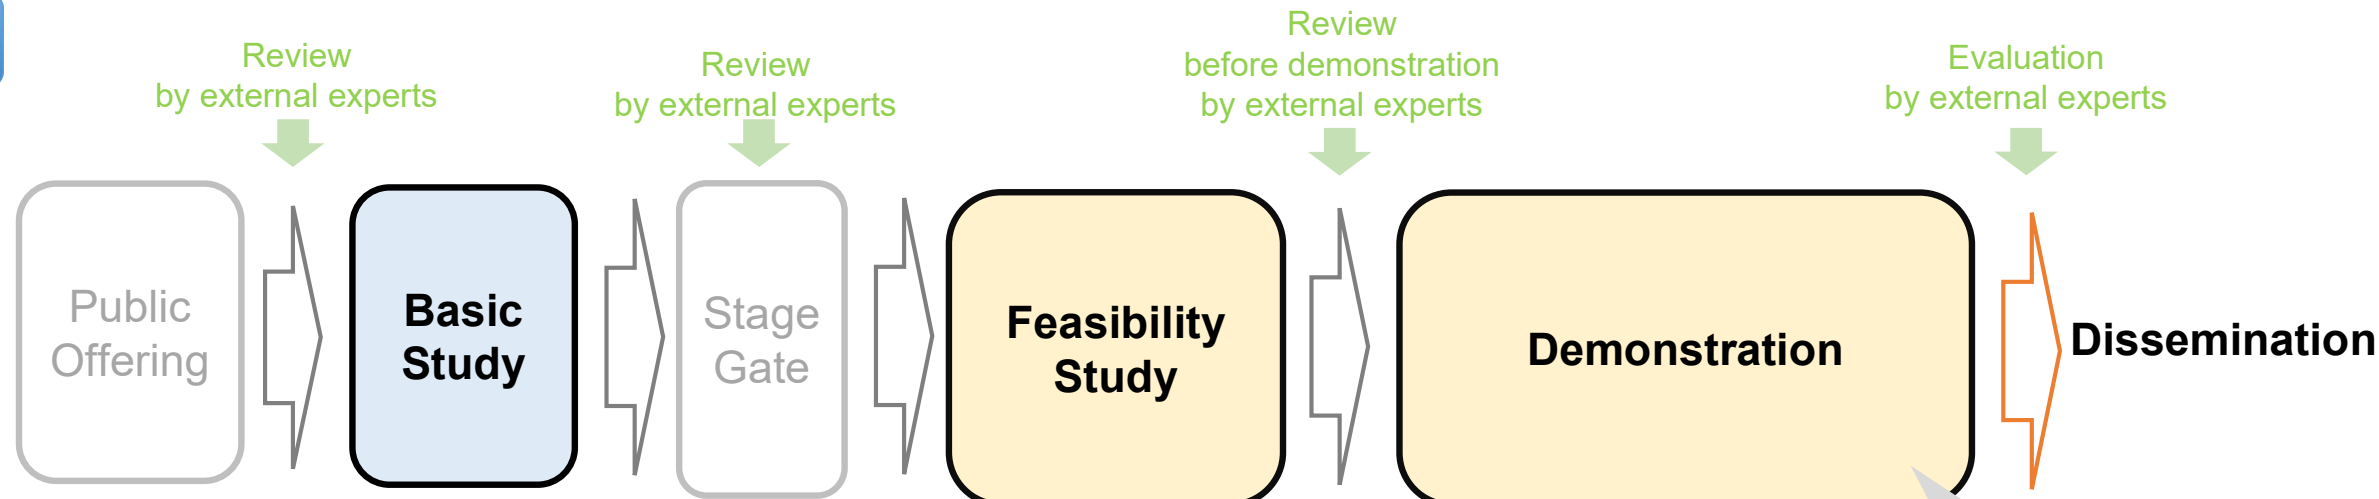 Review
by external experts
Review
by external experts
Review
before demonstration
by external experts
Evaluation
by external experts
Public
Offering
Basic
Study
Stage
Gate
Feasibility
Study
Demonstration
Dissemination